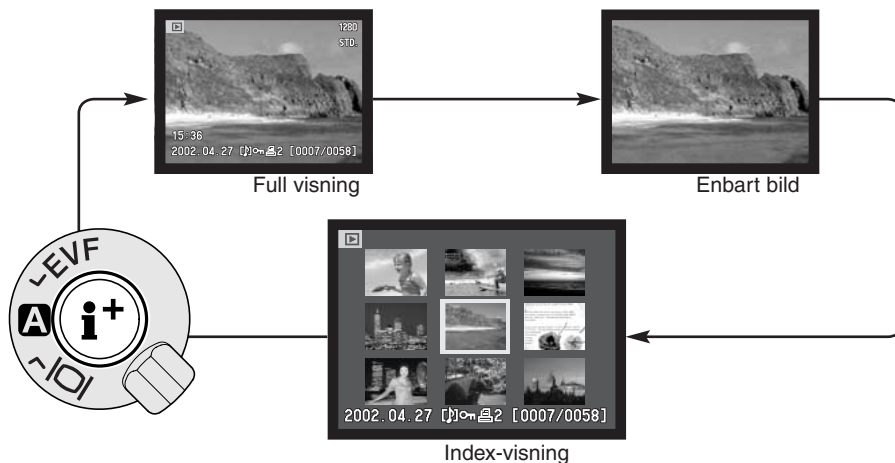 1280
STD.
15:36
2002.04.27 2 [0007/0058]
Full visning
Enbart bild
EVF
A
i+
2002.04.27 2 [0007/0058]
Index-visning